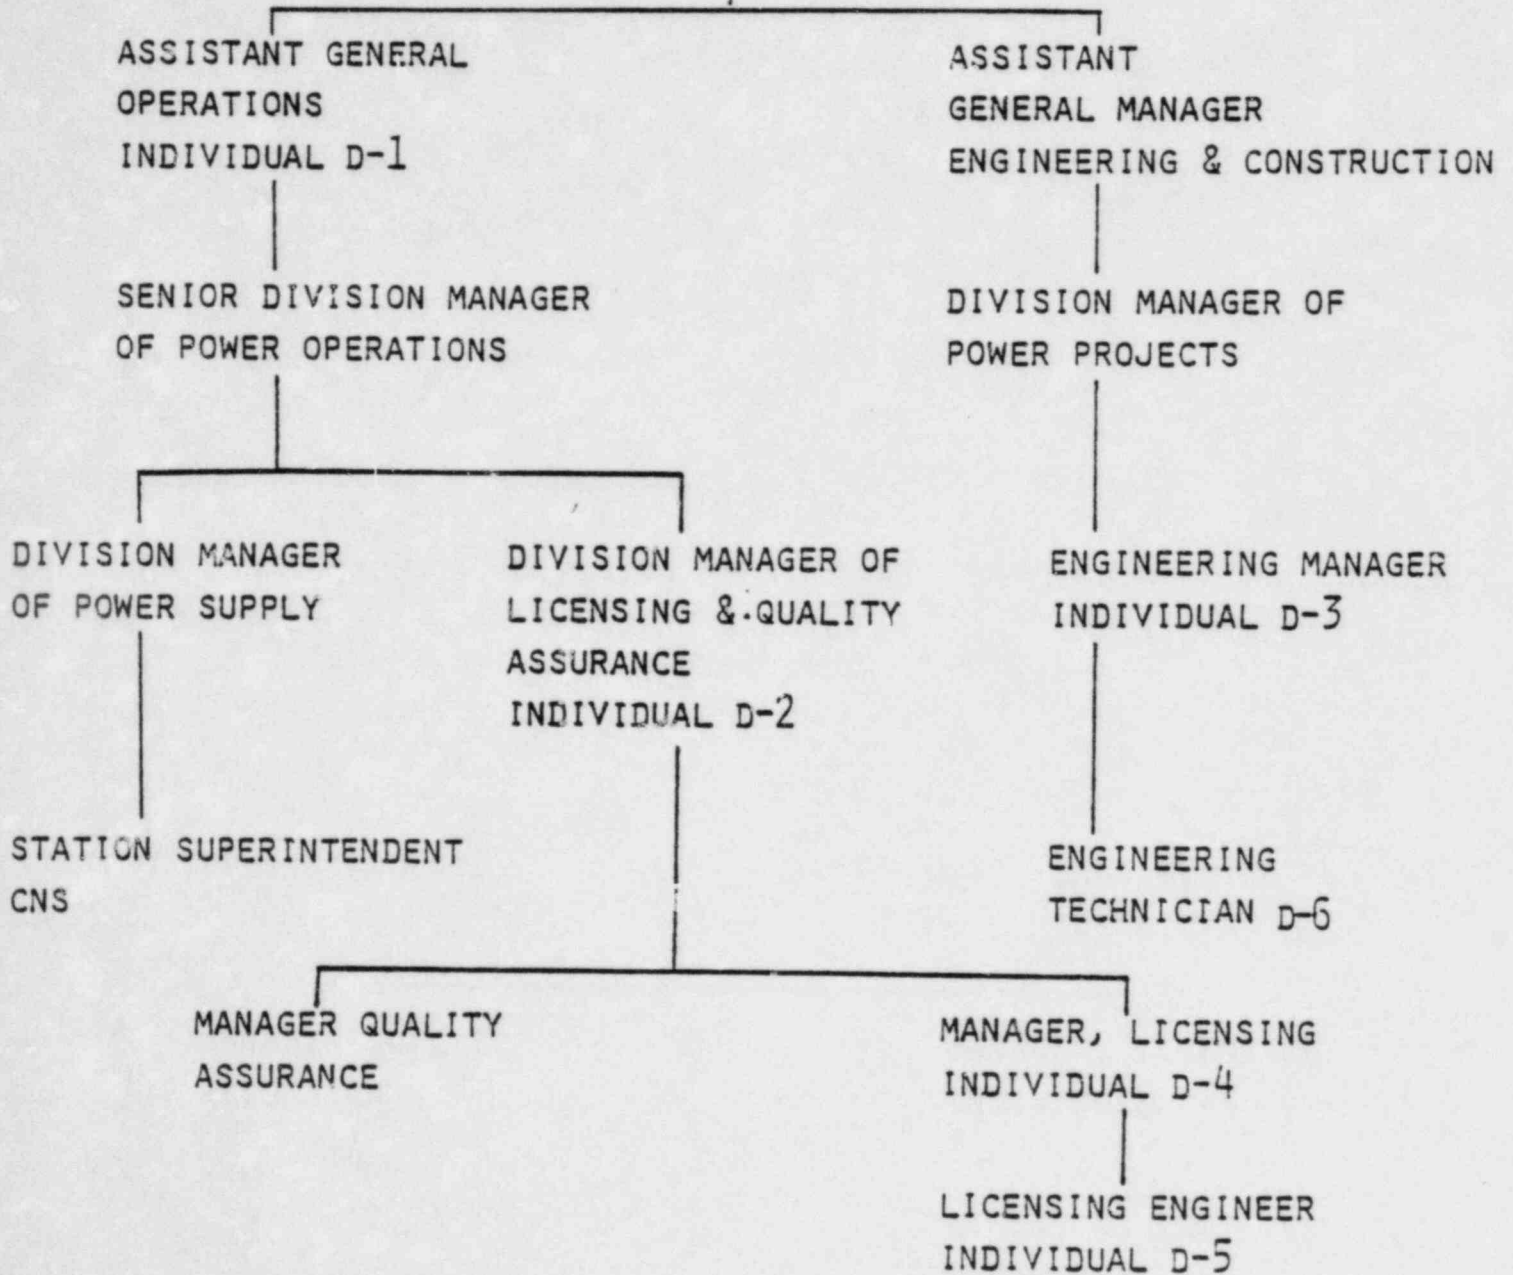 ASSISTANT GENERAL
OPERATIONS
INDIVIDUAL D-1
ASSISTANT
GENERAL MANAGER
ENGINEERING & CONSTRUCTION
SENIOR DIVISION MANAGER
OF POWER OPERATIONS
DIVISION MANAGER OF
POWER PROJECTS
DIVISION MANAGER
OF POWER SUPPLY
DIVISION MANAGER OF
LICENSING & QUALITY
ASSURANCE
INDIVIDUAL D-2
ENGINEERING MANAGER
INDIVIDUAL D-3
STATION SUPERINTENDENT
CNS
ENGINEERING
TECHNICIAN D-6
MANAGER QUALITY
ASSURANCE
MANAGER, LICENSING
INDIVIDUAL D-4
LICENSING ENGINEER
INDIVIDUAL D-5